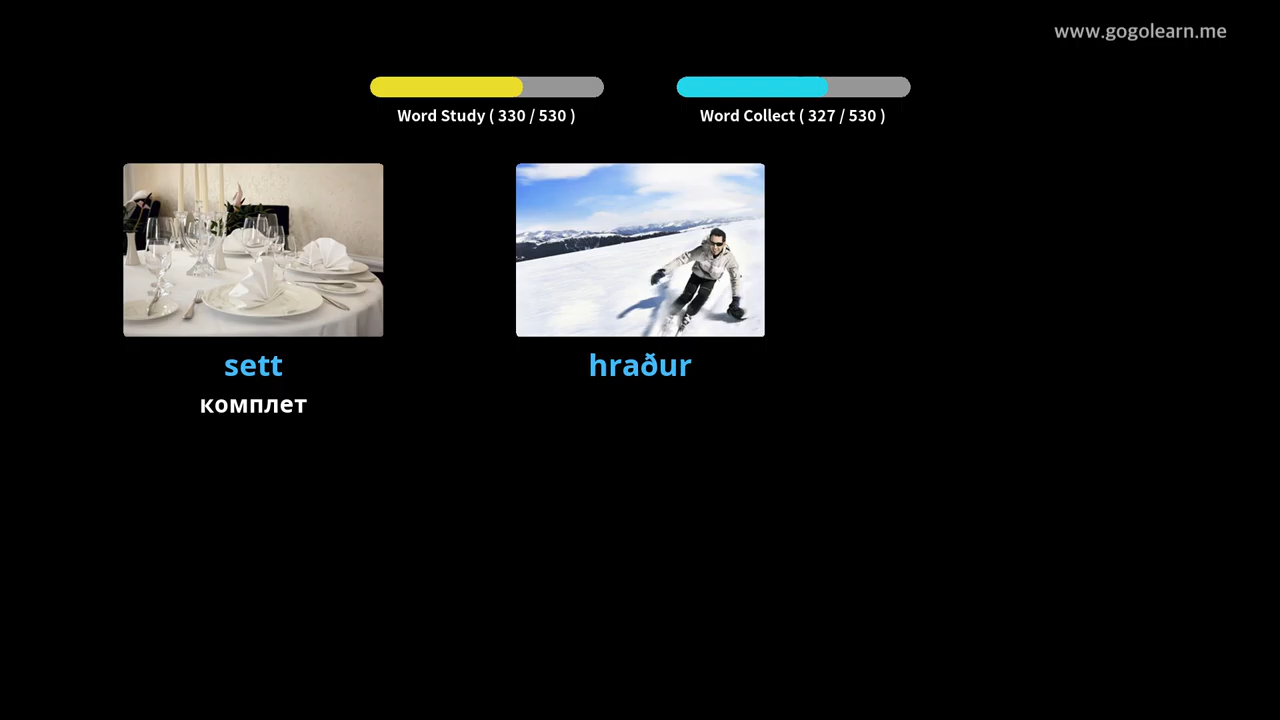 www.gogolearn.me
Word Study ( 330 / 530 )
Word Collect ( 327 / 530 )
sett
hraður
комплет